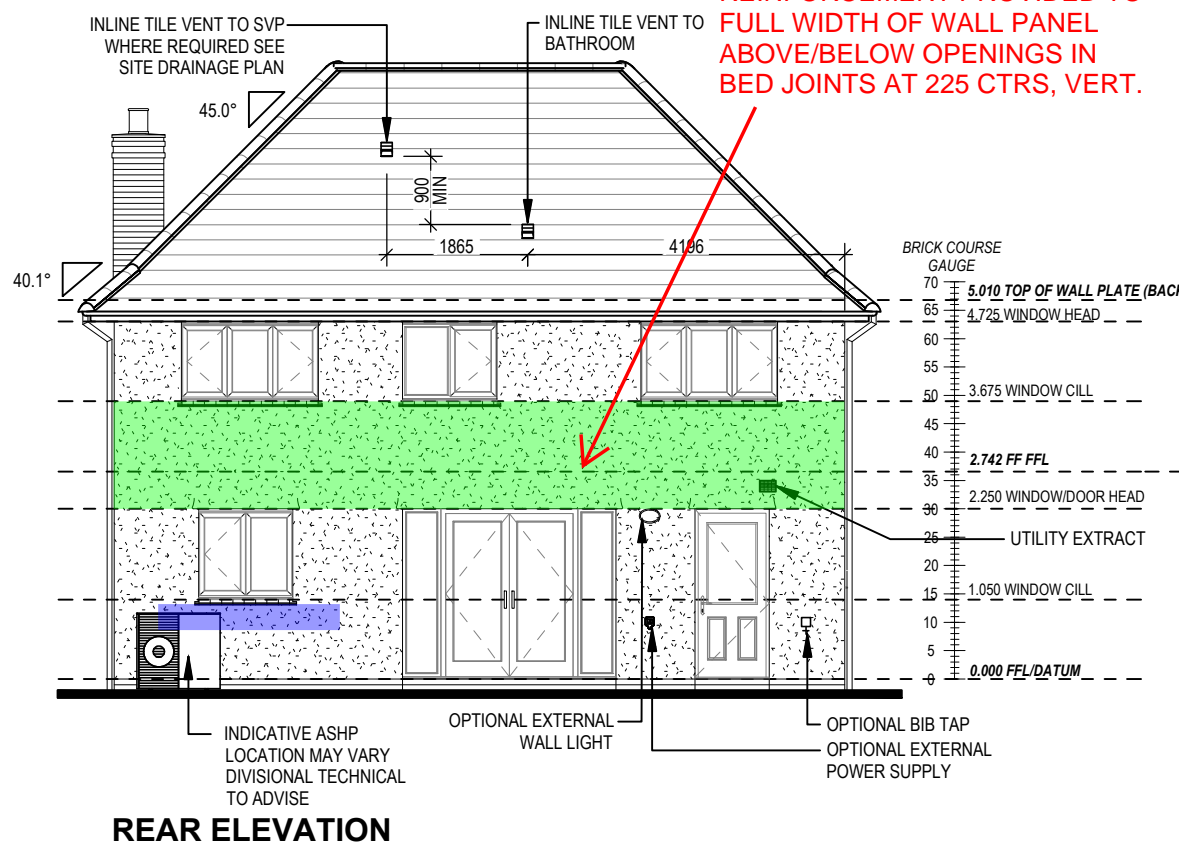 INLINE TILE VENT TO SVP
WHERE REQUIRED SEE
SITE DRAINAGE PLAN
INLINE TILE VENT TO
BATHROOM
FULL WIDTH OF WALL PANEL
ABOVE/BELOW OPENINGS IN
BED JOINTS AT 225 CTRS, VERT.
45.0°
900
MIN
1865
4196
40.1°
BRICK COURSE
GAUGE
70
5.010 TOP OF WALL PLATE (BACK
65
4.725 WINDOW HEAD
60
55
3.675 WINDOW CILL
50
45
40
2.742 FF FFL
35
2.250 WINDOW/DOOR HEAD
30
25
UTILITY EXTRACT
20
15
1.050 WINDOW CILL
10
5
0.000 FFL/DATUM
0
INDICATIVE ASHP
LOCATION MAY VARY
DIVISIONAL TECHNICAL
TO ADVISE
OPTIONAL EXTERNAL
WALL LIGHT
OPTIONAL BIB TAP
OPTIONAL EXTERNAL
POWER SUPPLY
REAR ELEVATION